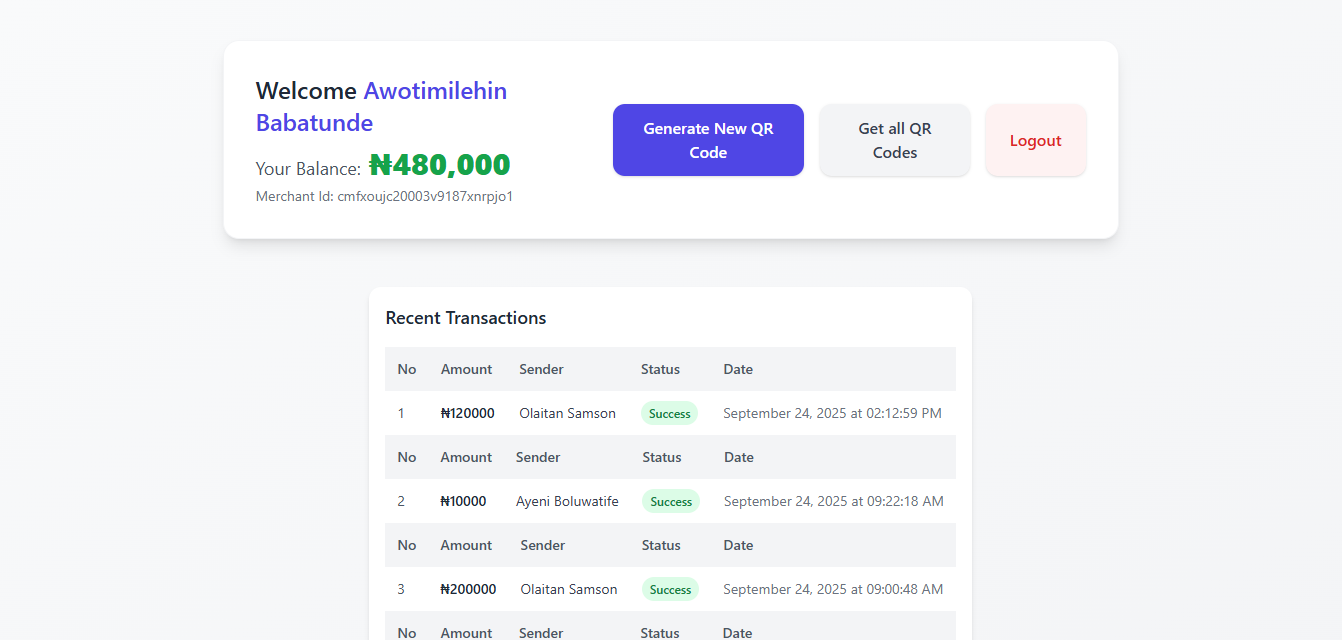 Welcome Awotimilehin
Babatunde
Your Balance: ₦480,000
Merchant Id: cmfxoujc20003v9187xnrpjo1
Generate New QR
Code
Get all QR
Codes
Logout
Recent Transactions
No Amount Sender Status Date
1 ₦120000 Olaitan Samson Success September 24, 2025 at 02:12:59 PM
No Amount Sender Status Date
2 ₦10000 Ayeni Boluwatife Success September 24, 2025 at 09:22:18 AM
No Amount Sender Status Date
3 ₦200000 Olaitan Samson Success September 24, 2025 at 09:00:48 AM
No Amount Sender Status Date